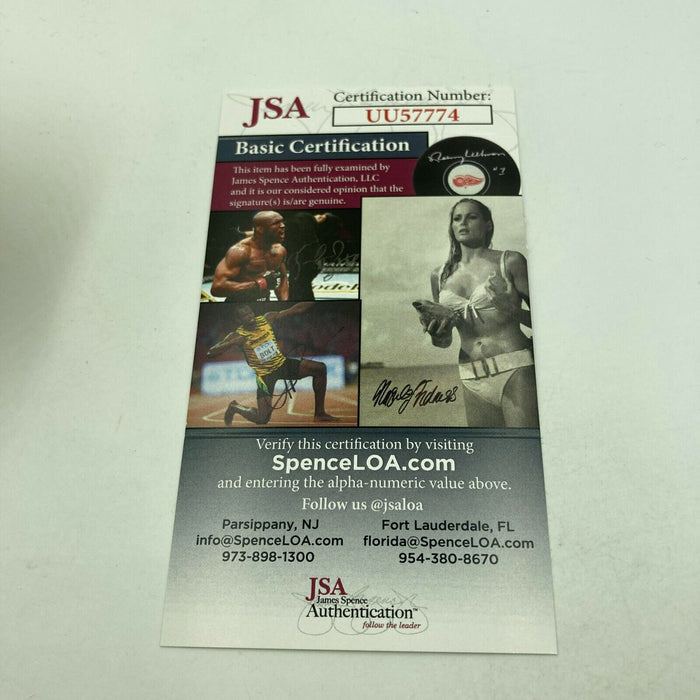 JSA
Certification Number:
UU57774
Basic Certification
This item has been fully examined by
James Spence Authentication, LLC
and it is our considered opinion that the
signature(s) is/are genuine.
#3
BOLT
Verify this certification by visiting
SpenceLOA.com
and entering the alpha-numeric value above.
Follow us @jsaloa
Parsippany, NJ
info@SpenceLOA.com
973-898-1300
Fort Lauderdale, FL
florida@SpenceLOA.com
954-380-8670
JSA
James Spence
Authentication™
follow the leader